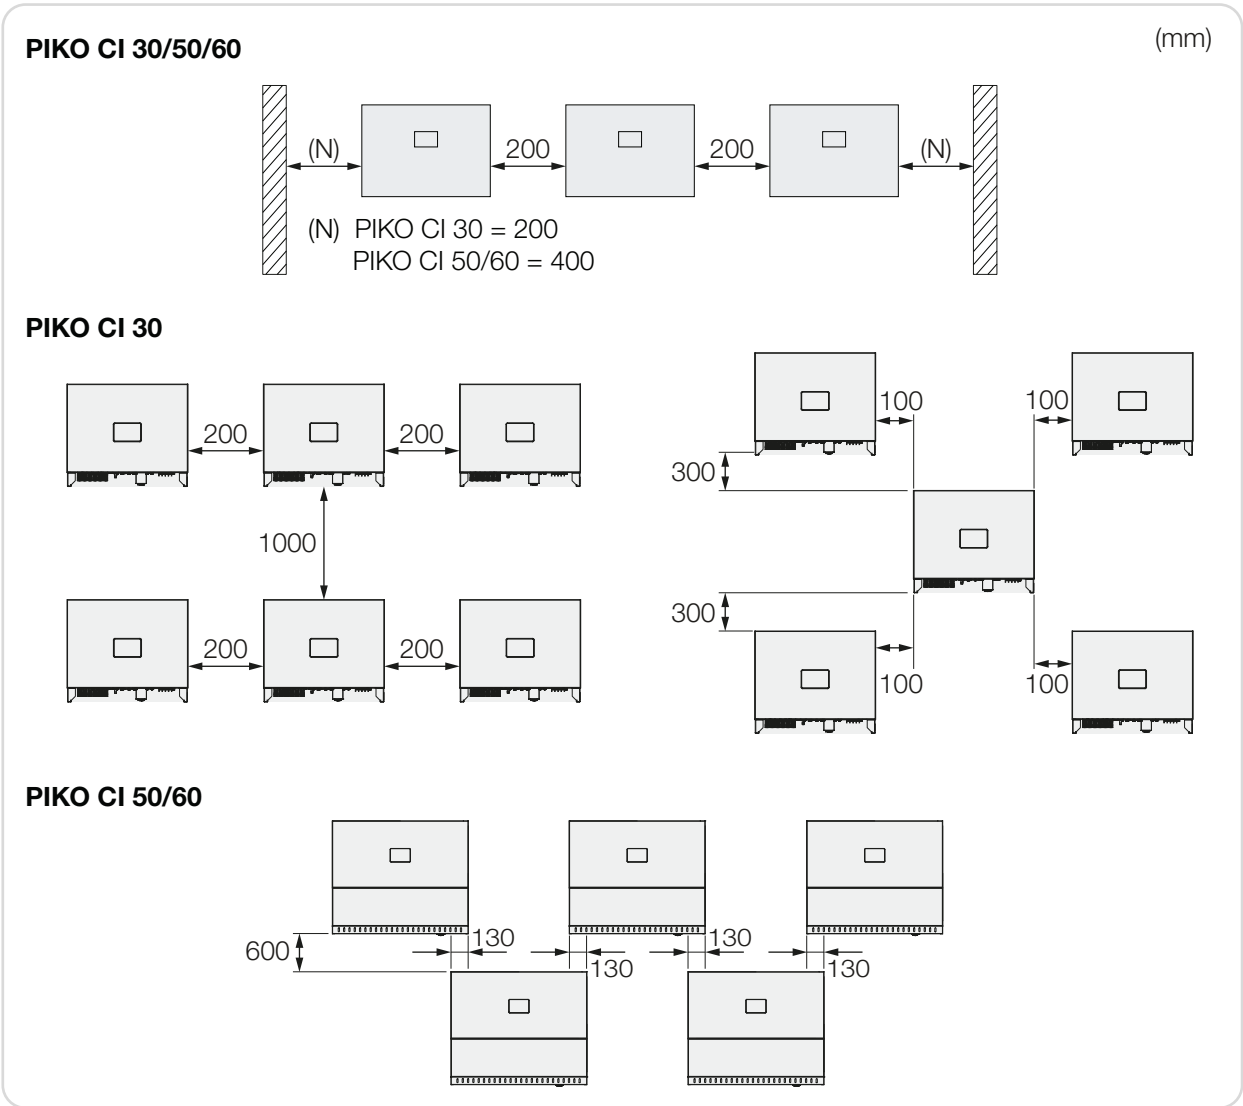 PIKO CI 30/50/60
(mm)
(N) 200 200 (N)
(N) PIKO CI 30 = 200
PIKO CI 50/60 = 400
PIKO CI 30
200 200
1000
200 200
100 100
300
300
100 100
PIKO CI 50/60
600
130 130
130 130